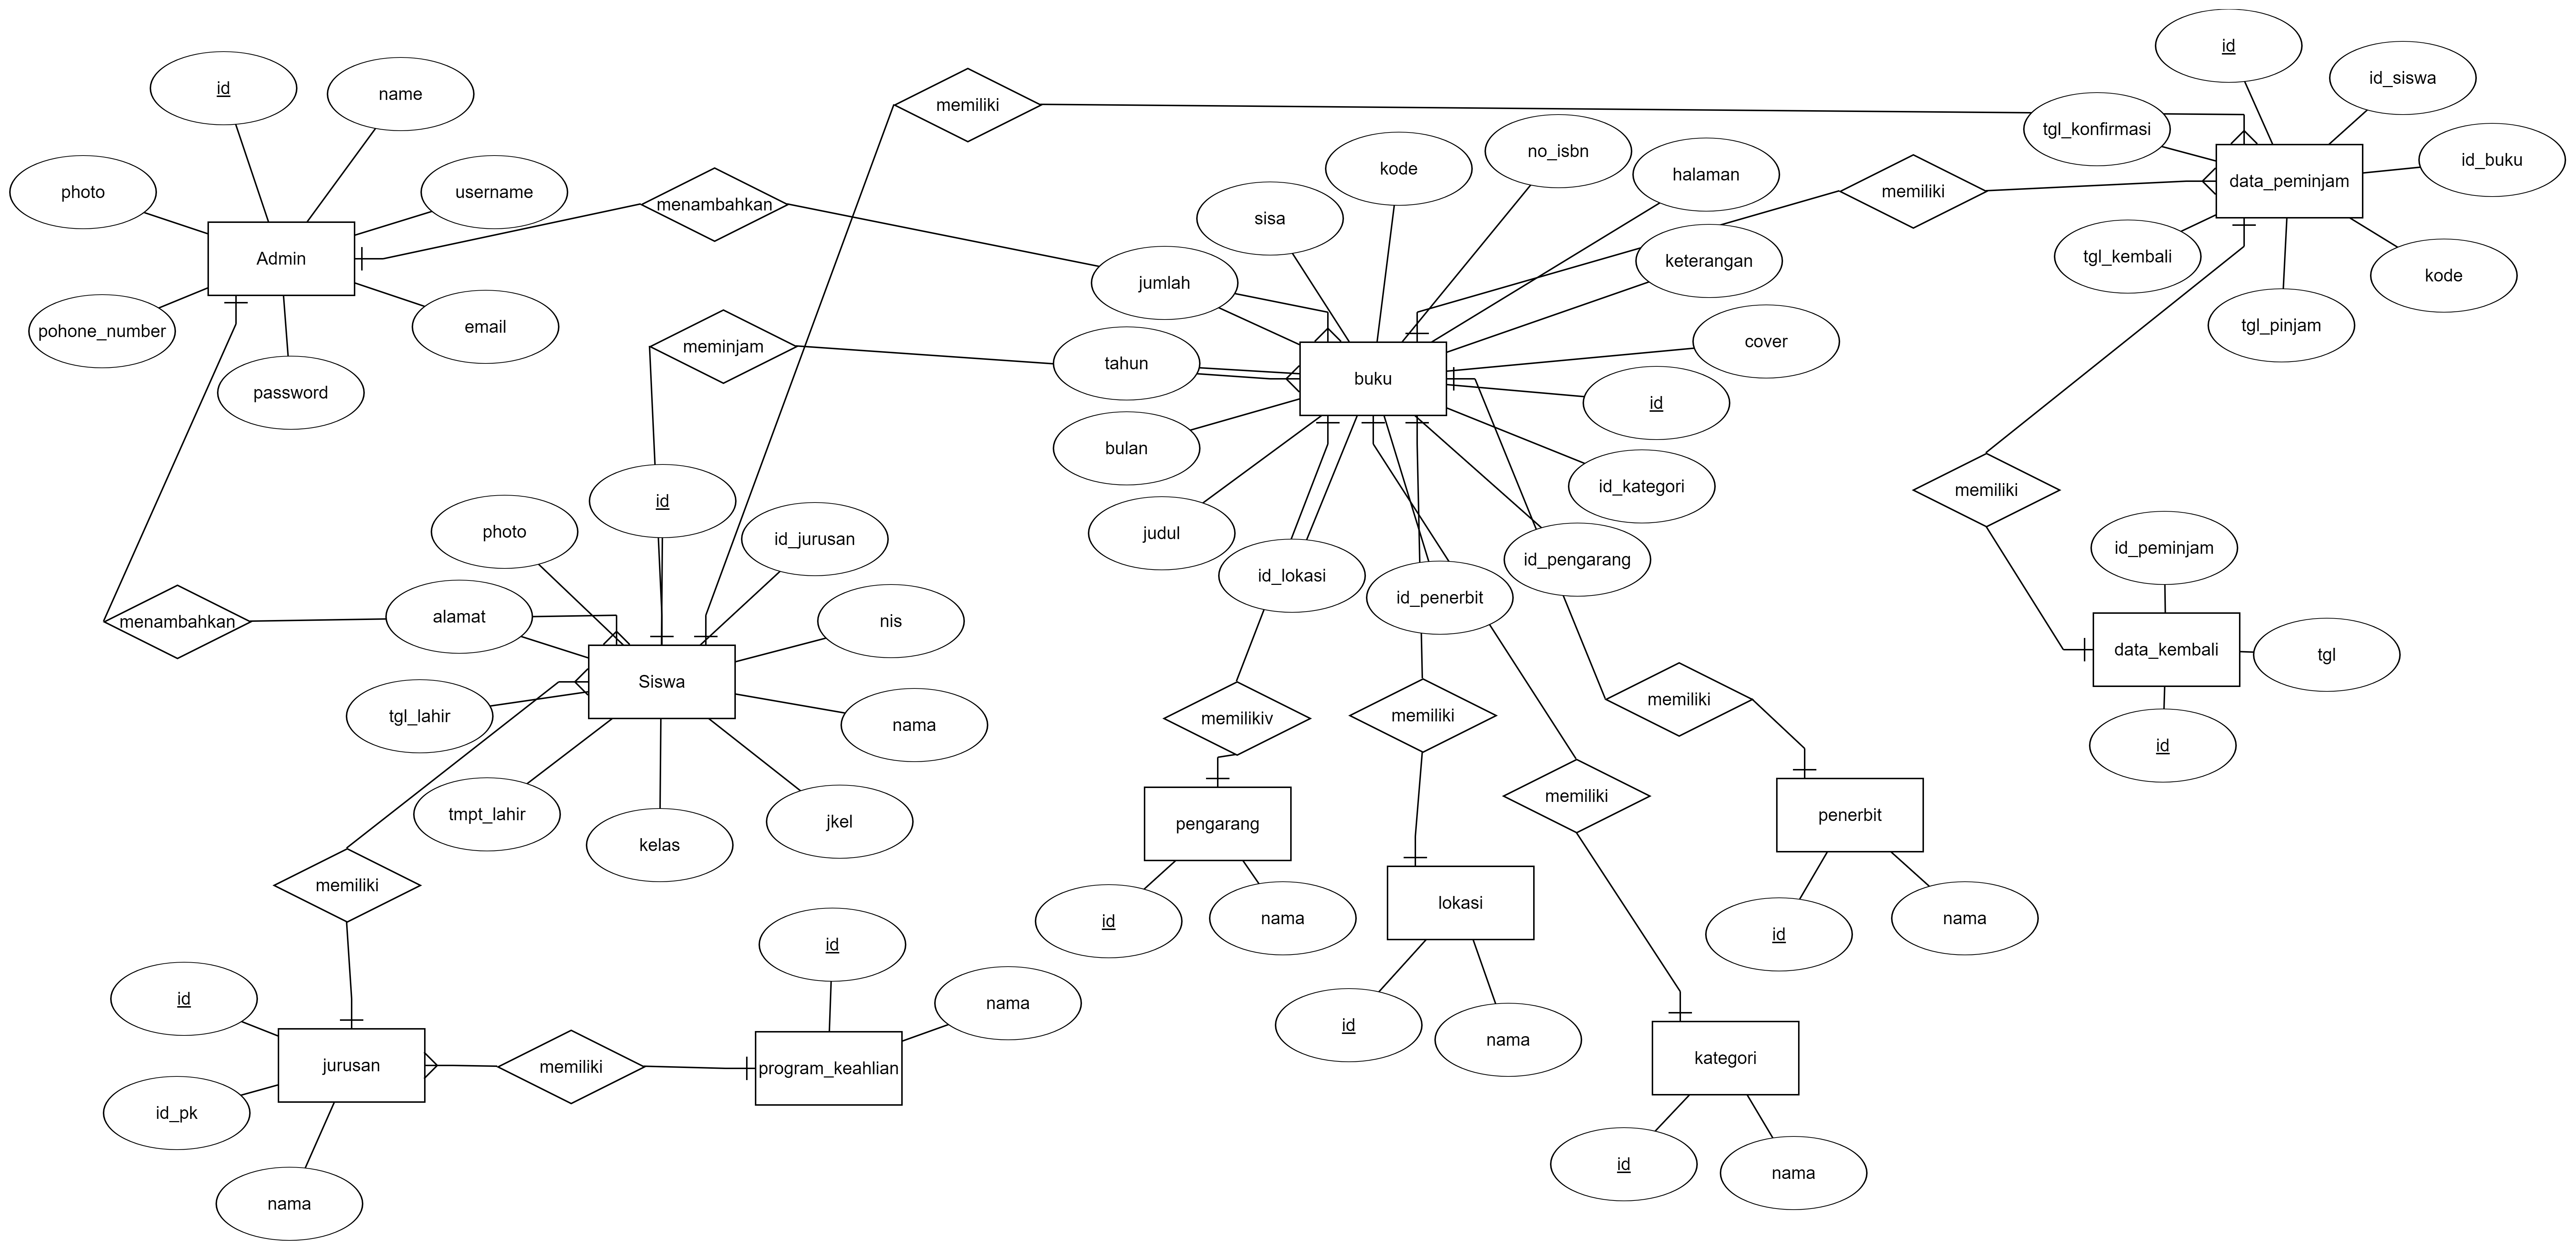 id
name
photo
username
Admin
pohone_number
email
password
menambahkan
memiliki
meminjam
menambahkan
id
photo
id_jurusan
alamat
nis
Siswa
tgl_lahir
nama
tmpt_lahir
kelas
jkel
memiliki
id
jurusan
id_pk
nama
memiliki
id
nama
program_keahlian
kode
no_isbn
halaman
sisa
jumlah
keterangan
tahun
buku
cover
id
bulan
id_kategori
judul
id_lokasi
id_penerbit
id_pengarang
memiliki
id
id_siswa
tgl_konfirmasi
id_buku
data_peminjam
tgl_kembali
kode
tgl_pinjam
memiliki
id_peminjam
data_kembali
tgl
id
memilikiv
memiliki
memiliki
memiliki
pengarang
id
nama
lokasi
id
nama
penerbit
id
nama
kategori
id
nama